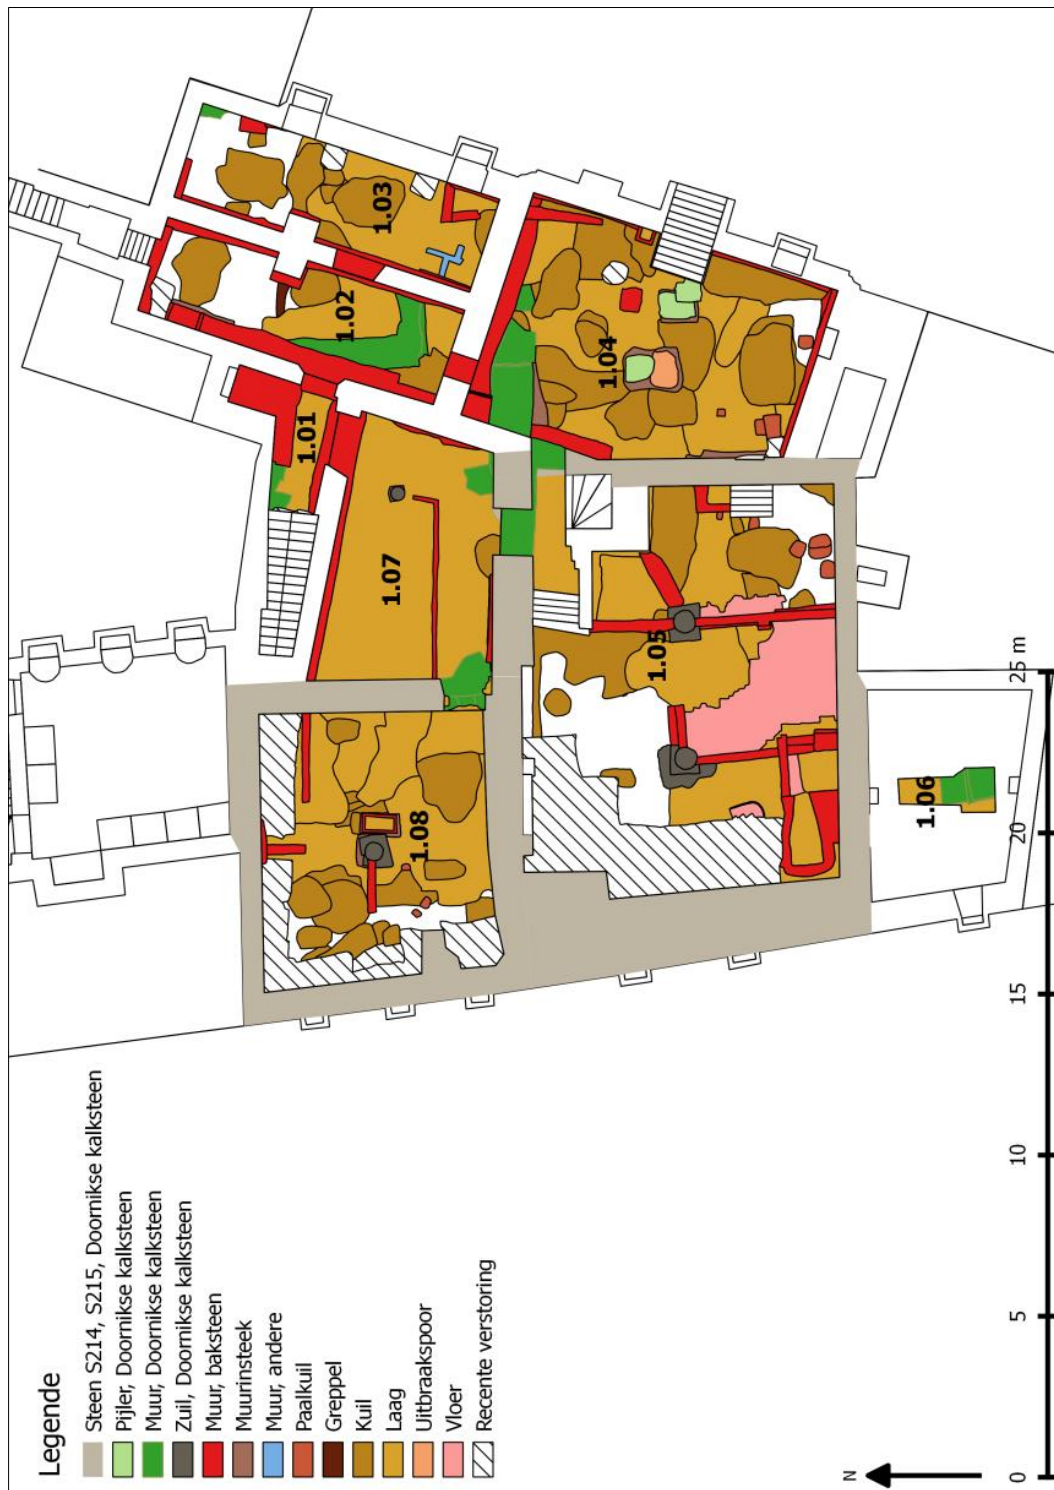 Legende
Steen S214, S215, Doornikse kalksteen
Pijler, Doornikse kalksteen
Muur, Doornikse kalksteen
Zuil, Doornikse kalksteen
Muur, baksteen
Muurinsteek
Muur, andere
Paalkuil
Greppel
Kuil
Laag
Uitbraakspoor
Vloer
Recente verstoring
1.01
1.02
1.03
1.04
1.05
1.06
1.07
1.08
N
0
5
10
15
20
25 m